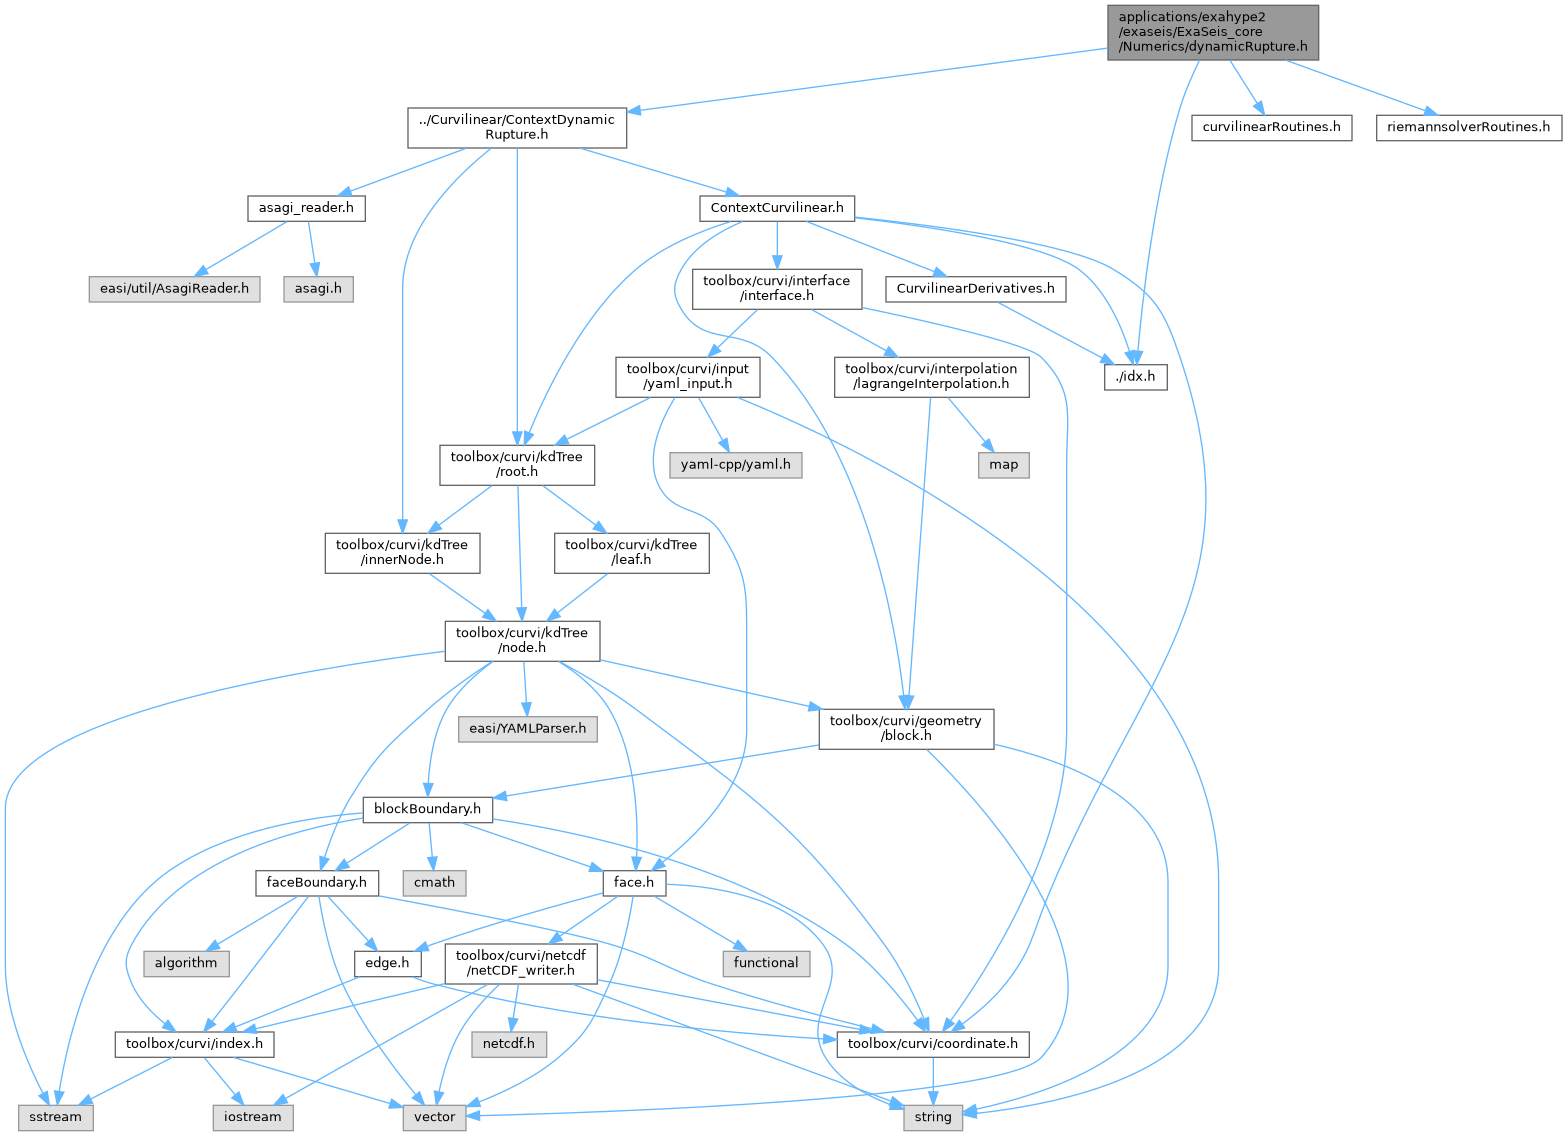 applications/exahype2
/exaseis/ExaSeis_core
/Numerics/dynamicRupture.h
../Curvilinear/ContextDynamic
Rupture.h
curvilinearRoutines.h
riemannsolverRoutines.h
asagi_reader.h
ContextCurvilinear.h
easi/util/AsagiReader.h
asagi.h
toolbox/curvi/interface
/interface.h
CurvilinearDerivatives.h
toolbox/curvi/input
/yaml_input.h
toolbox/curvi/interpolation
/lagrangeInterpolation.h
./idx.h
toolbox/curvi/kdTree
/root.h
yaml-cpp/yaml.h
map
toolbox/curvi/kdTree
/innerNode.h
toolbox/curvi/kdTree
/leaf.h
toolbox/curvi/kdTree
/node.h
easi/YAMLParser.h
toolbox/curvi/geometry
/block.h
blockBoundary.h
faceBoundary.h
cmath
face.h
algorithm
edge.h
toolbox/curvi/netcdf
/netCDF_writer.h
functional
toolbox/curvi/index.h
netcdf.h
toolbox/curvi/coordinate.h
sstream
iostream
vector
string